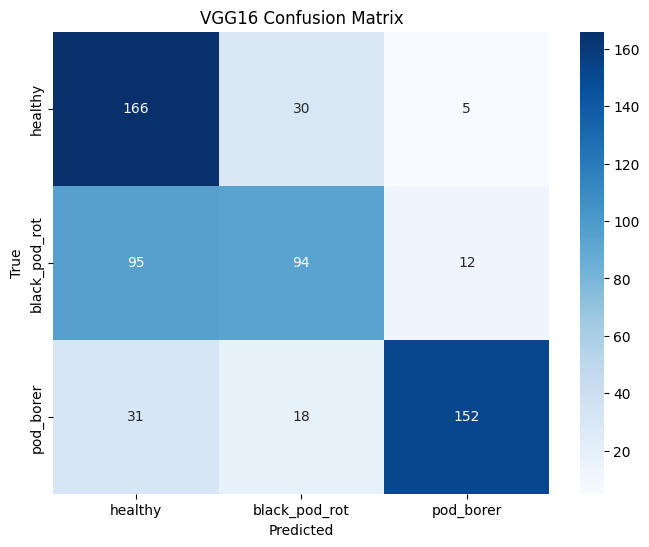 VGG16 Confusion Matrix
healthy
166
30
5
160
140
120
100
80
60
40
20
True
black_pod_rot
95
94
12
pod_borer
31
18
152
healthy
black_pod_rot
pod_borer
Predicted